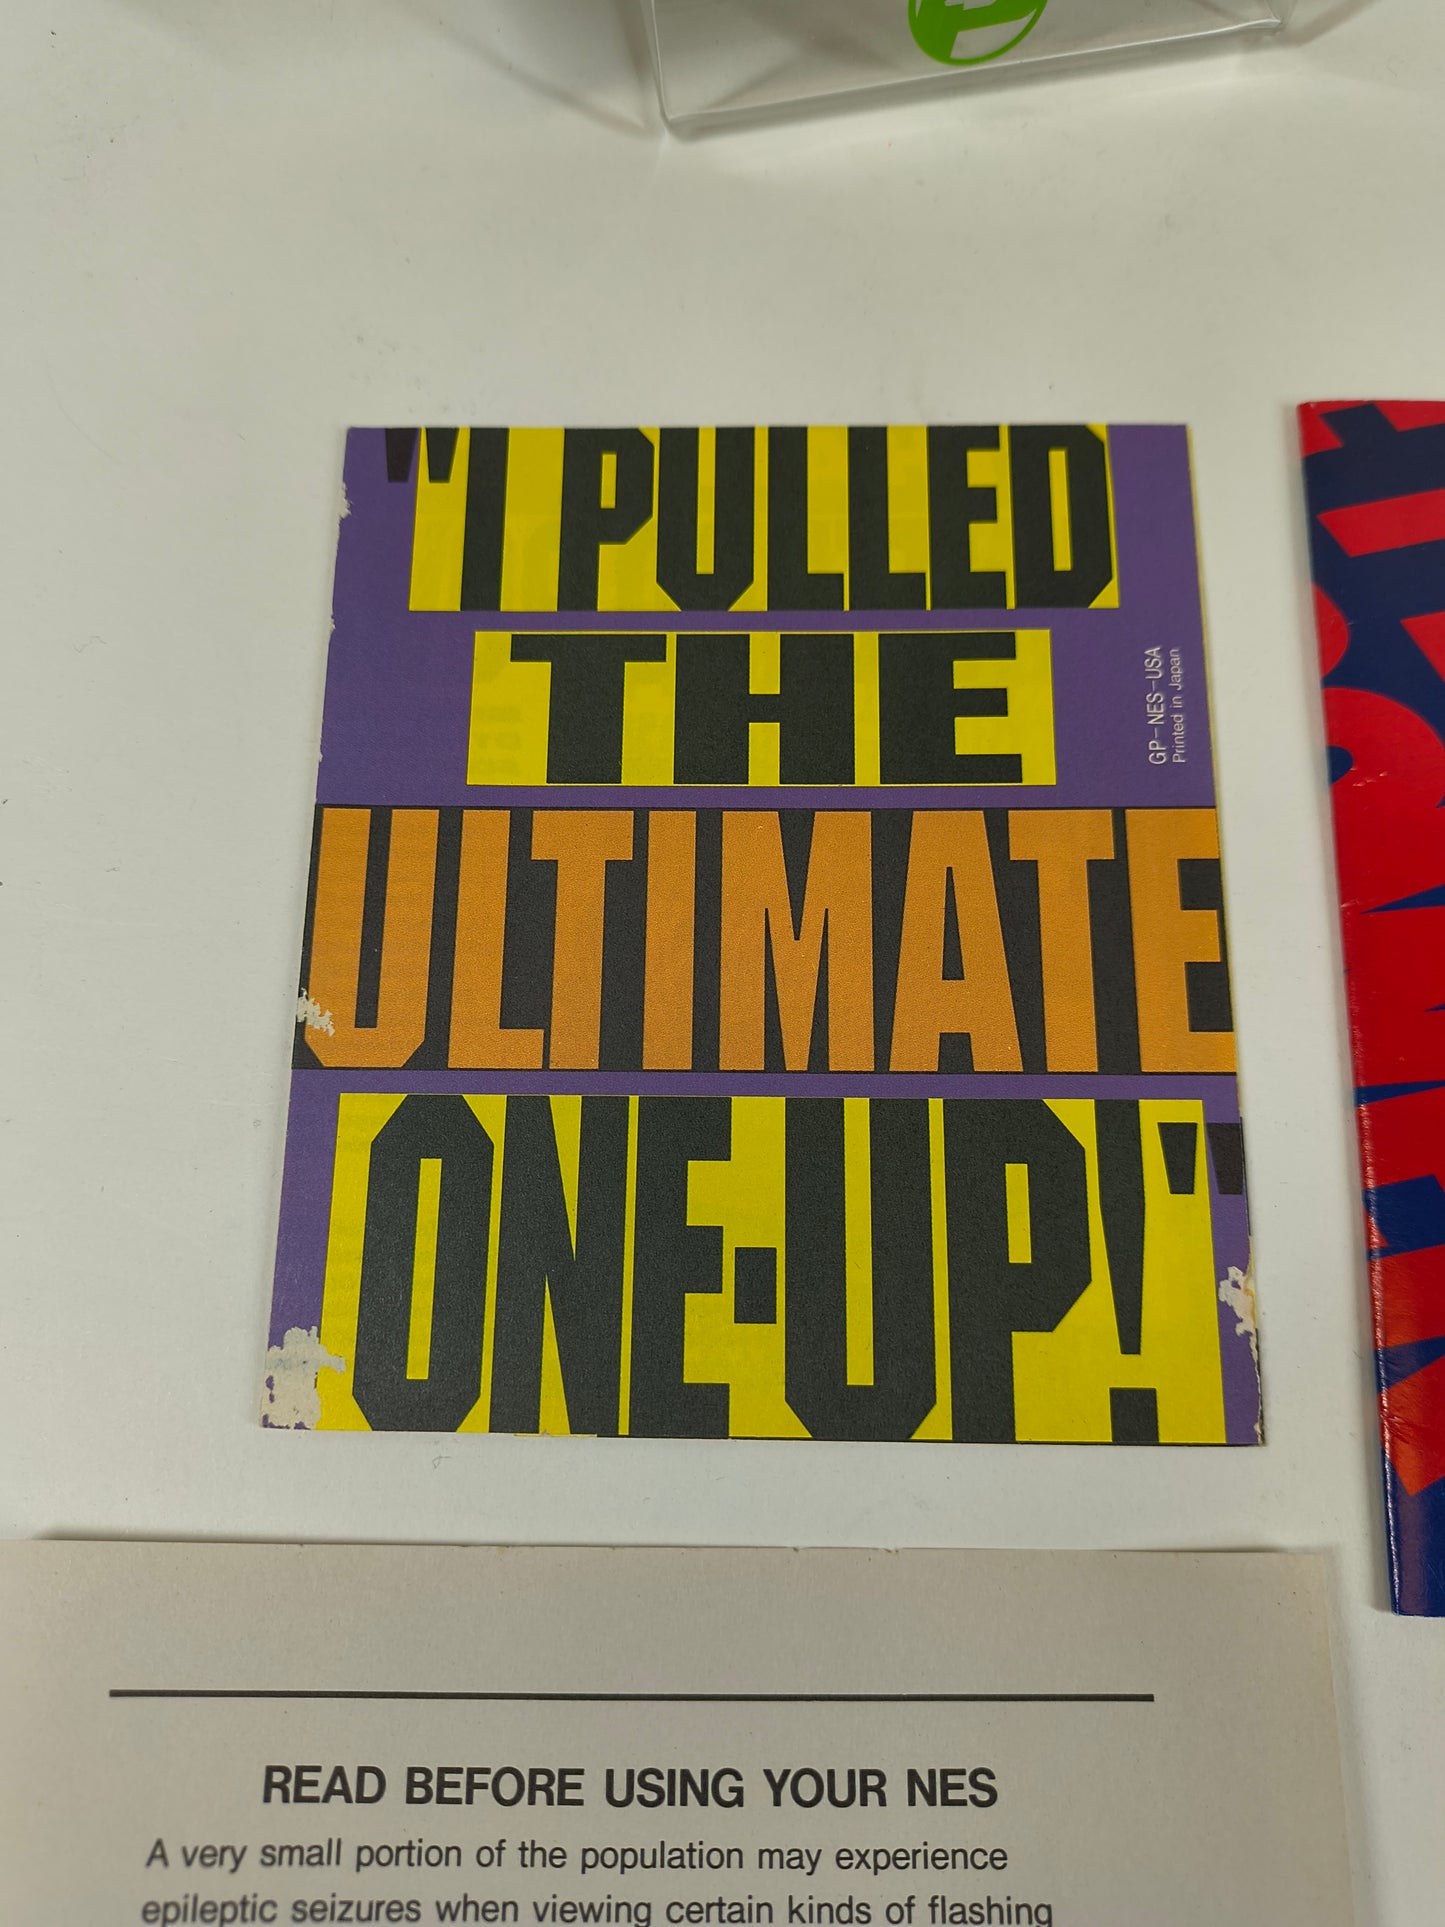 "I PULLED
THE
GP-NES-USA
Printed in Japan
ULTIMATE
ONE-UP!"
READ BEFORE USING YOUR NES
A very small portion of the population may experience
epileptic seizures when viewing certain kinds of flashing